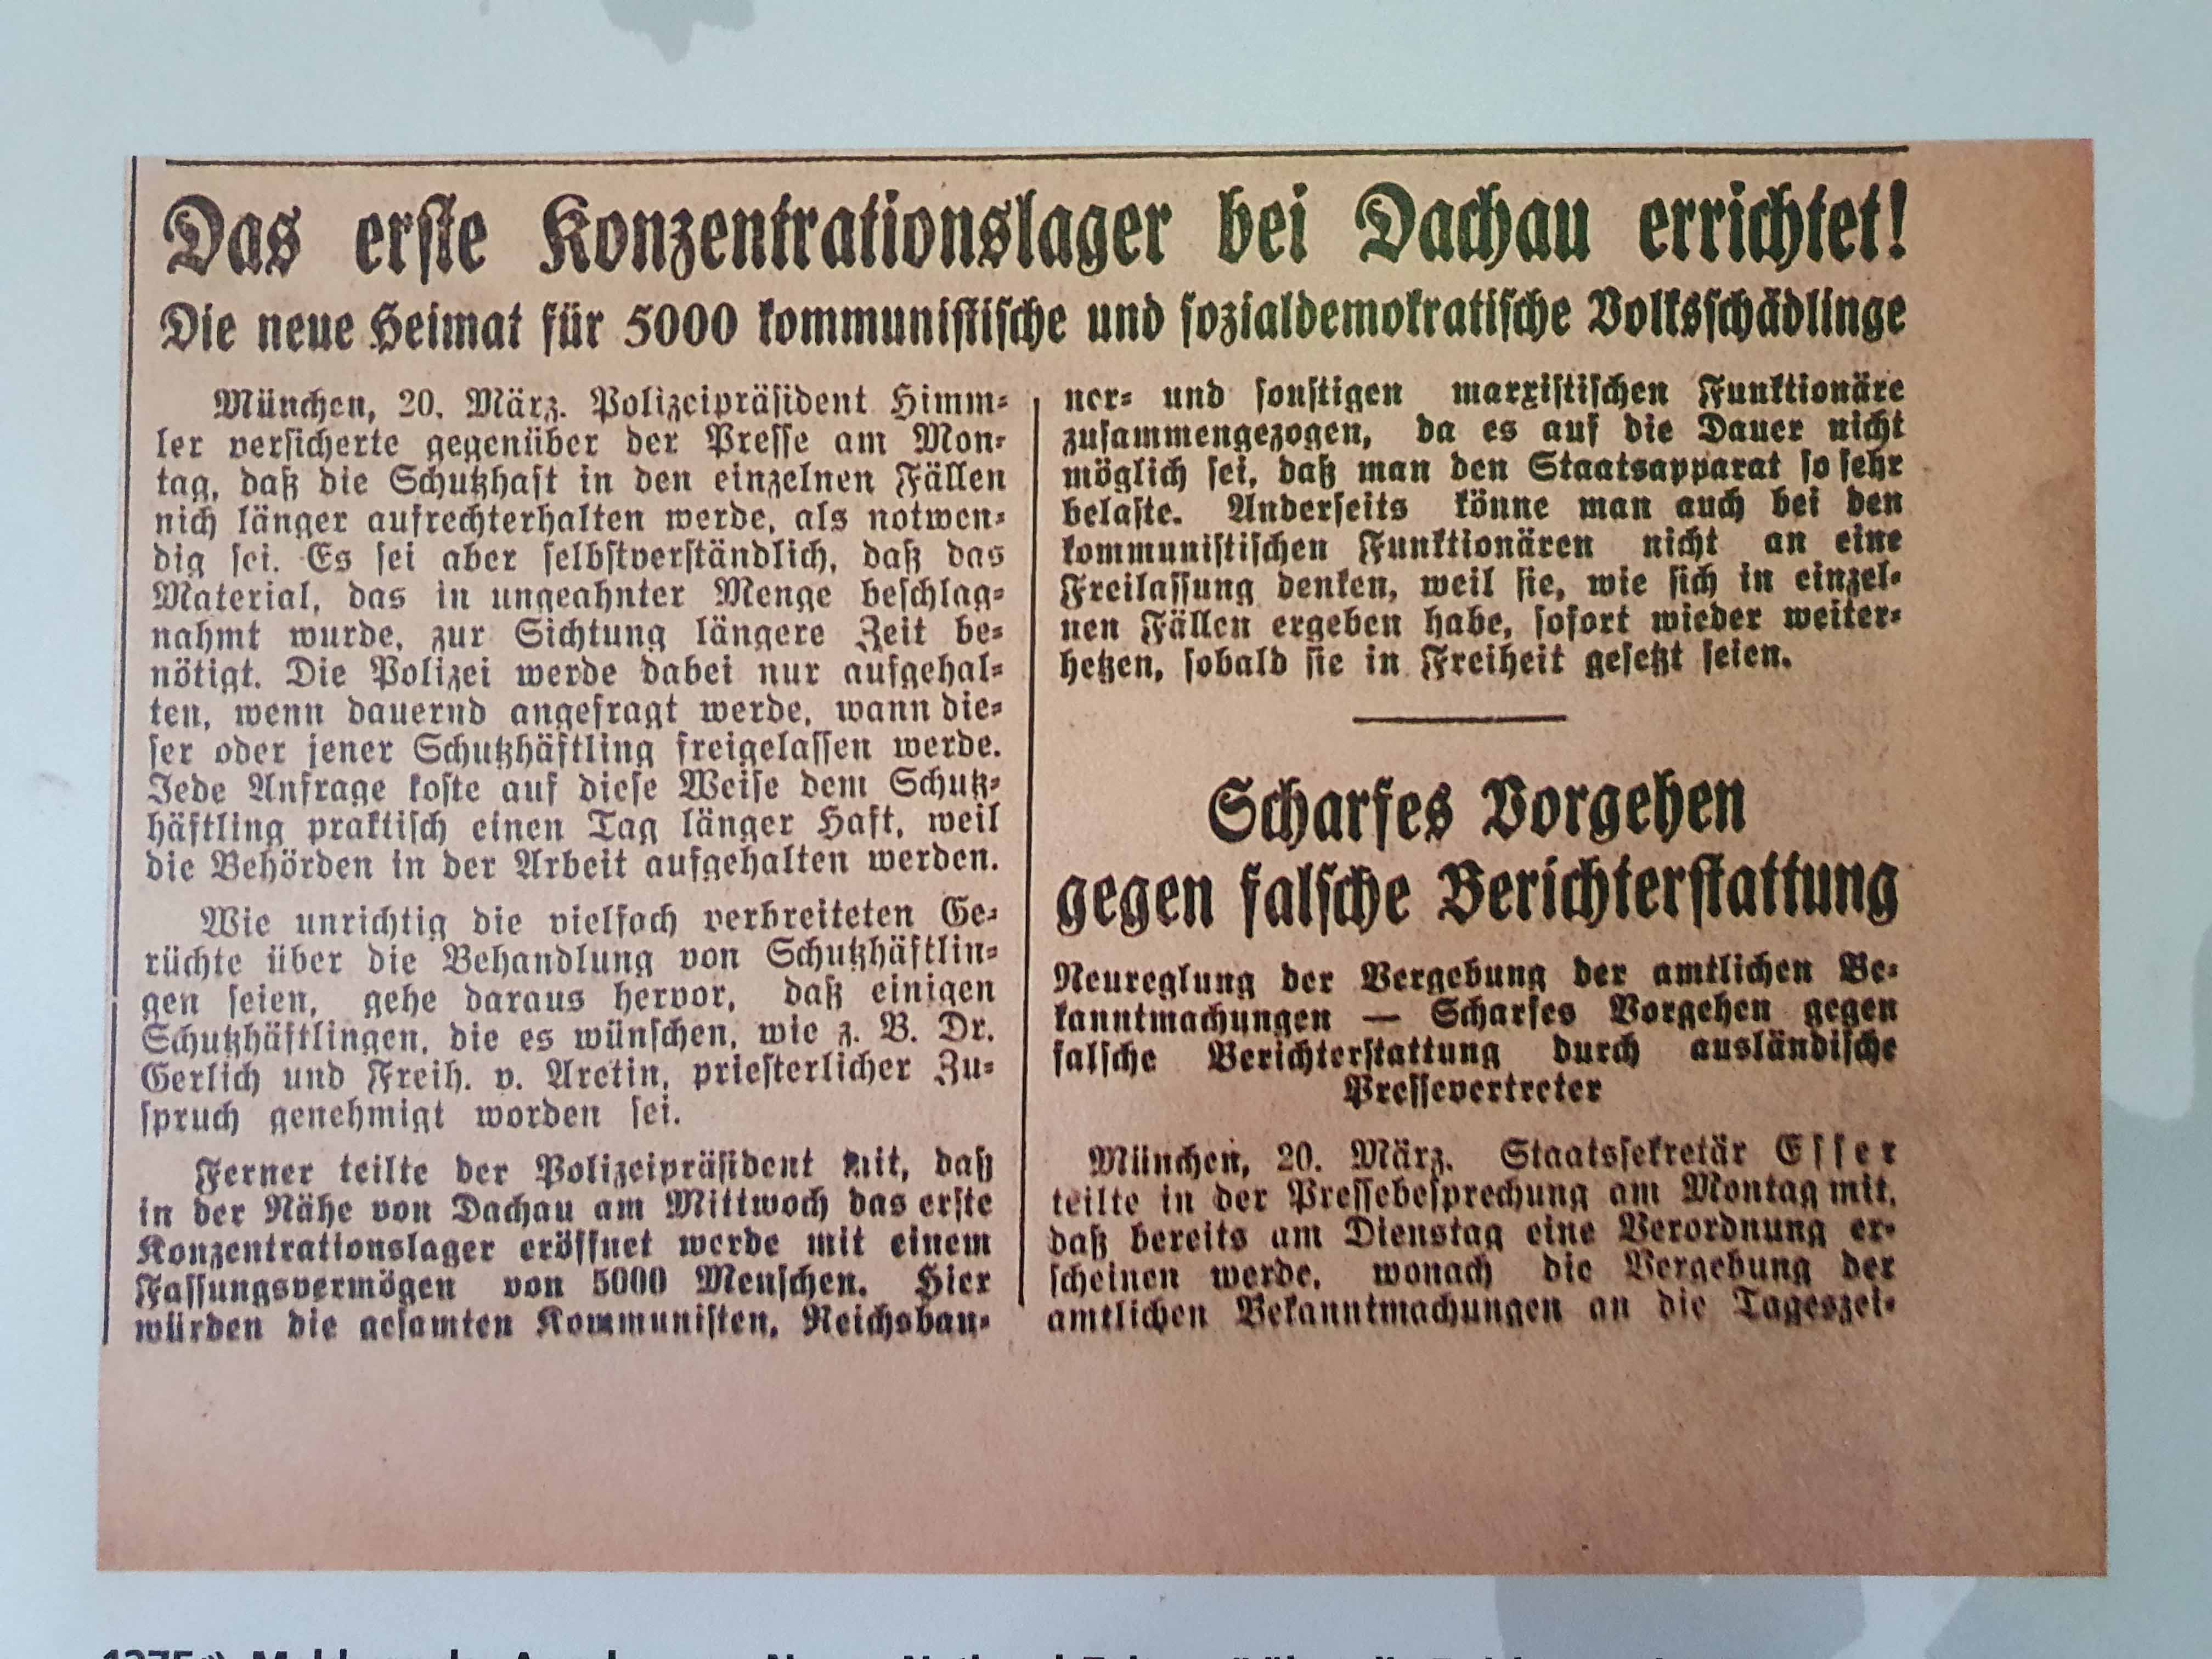 Das erste Konzentrationslager bei Dachau errichtet!
Die neue Heimat für 5000 kommunistische und sozialdemokratische Volksschädlinge
München, 20. März. Polizeipräsident Himm-
ler versicherte gegenüber der Presse am Mon-
tag, daß die Schutzhaft in den einzelnen Fällen
nich länger aufrechterhalten werde, als notwen-
dig sei. Es sei aber selbstverständlich, daß das
Material, das in ungeahnter Menge beschlag-
nahmt wurde, zur Sichtung längere Zeit be-
nötigt. Die Polizei werde dabei nur aufgehal-
ten, wenn dauernd angefragt werde, wann die-
ser oder jener Schutzhäftling freigelassen werde.
Jede Anfrage koste auf diese Weise dem Schutz-
häftling praktisch einen Tag länger Haft, weil
die Behörden in der Arbeit aufgehalten werden.
Wie unrichtig die vielfach verbreiteten Ge-
rüchte über die Behandlung von Schutzhäftlin-
gen seien, gehe daraus hervor, daß einigen
Schutzhäftlingen, die es wünschen, wie z. B. Dr.
Gerlich und Freih. v. Aretin, priesterlicher Zu-
spruch genehmigt worden sei.
Ferner teilte der Polizeipräsident mit, daß
in der Nähe von Dachau am Mittwoch das erste
Konzentrationslager eröffnet werde mit einem
Fassungsvermögen von 5000 Menschen. Hier
würden die gesamten Kommunisten, Reichsban-
ner- und sonstigen marxistischen Funktionäre
zusammengezogen, da es auf die Dauer nicht
möglich sei, daß man den Staatsapparat so sehr
belaste. Anderseits könne man auch bei den
kommunistischen Funktionären nicht an eine
Freilassung denken, weil sie, wie sich in einzel-
nen Fällen ergeben habe, sofort wieder weiter-
hetzen, sobald sie in Freiheit gesetzt seien.
Scharfes Vorgehen
gegen falsche Berichterstattung
Neureglung der Vergebung der amtlichen Be-
kanntmachungen — Scharfes Vorgehen gegen
falsche Berichterstattung durch ausländische
Pressevertreter
München, 20. März. Staatssekretär Esser
teilte in der Pressebesprechung am Montag mit,
daß bereits am Dienstag eine Verordnung er-
scheinen werde, wonach die Vergebung der
amtlichen Bekanntmachungen an die Tageszei-